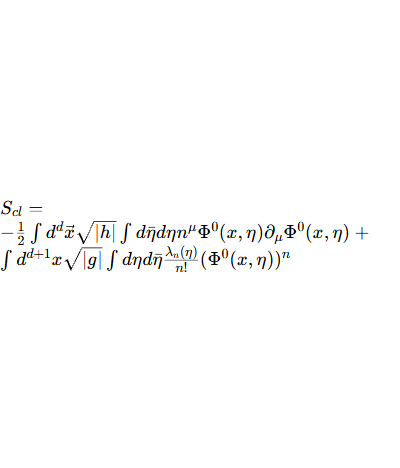 S_{cl} =
-\frac{1}{2} \int d^d \vec{x} \sqrt{|h|} \int d\bar{\eta} d\eta n^\mu \Phi^0(x, \eta) \partial_\mu \Phi^0(x, \eta) +
\int d^{d+1} x \sqrt{|g|} \int d\eta d\bar{\eta} \frac{\lambda_n(\eta)}{n!} (\Phi^0(x, \eta))^n